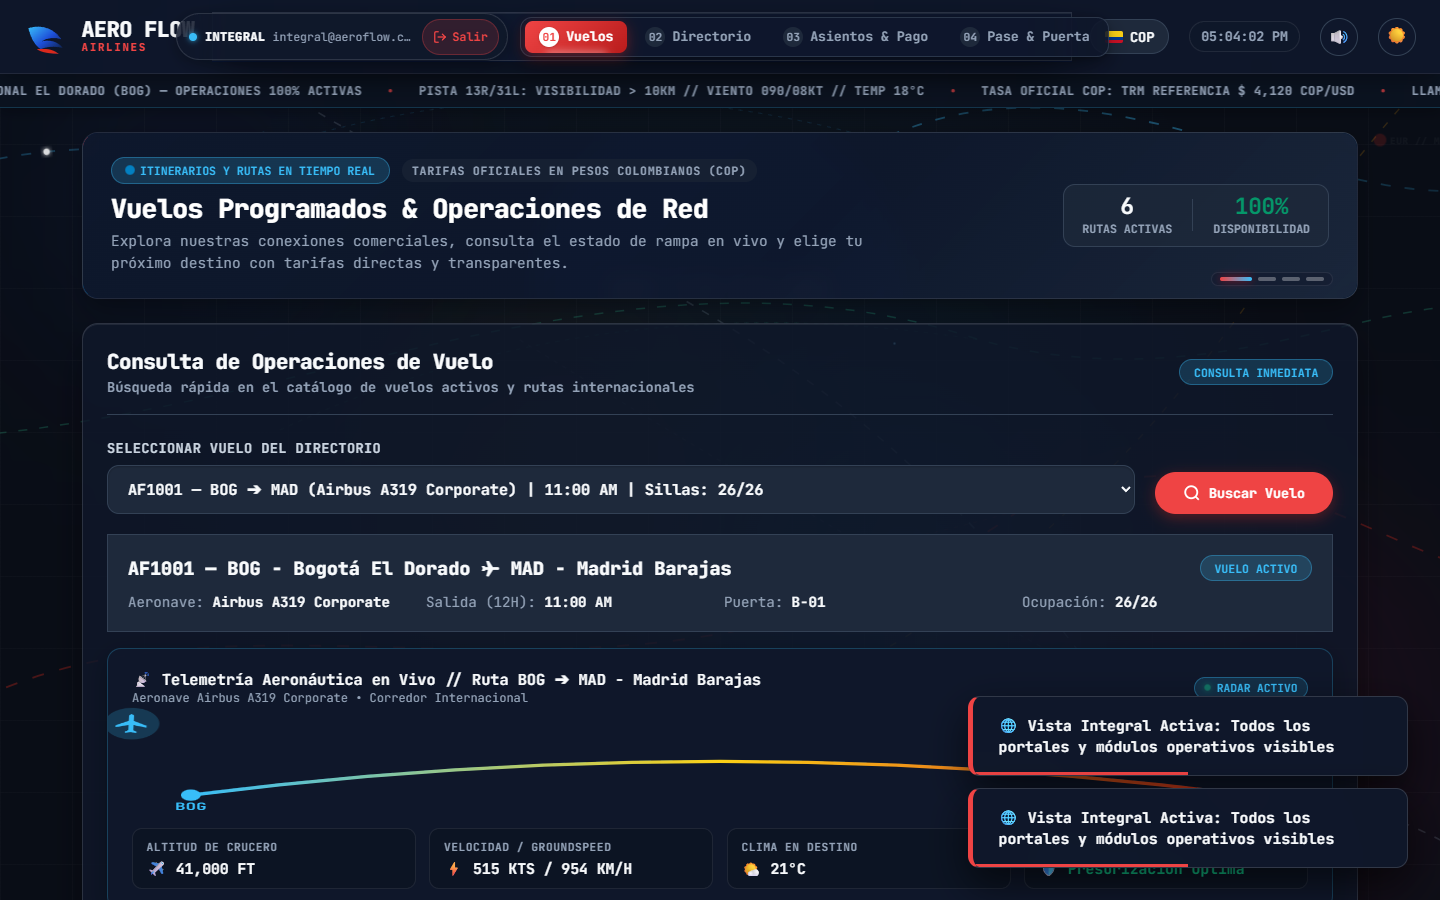 AERO FLOW
AIRLINES
INTEGRAL integral@aeroflow.c…
Salir
01 Vuelos
02 Directorio
03 Asientos & Pago
04 Pase & Puerta
COP
05:04:02 PM
ONAL EL DORADO (BOG) — OPERACIONES 100% ACTIVAS • PISTA 13R/31L: VISIBILIDAD > 10KM // VIENTO 090/08KT // TEMP 18°C • TASA OFICIAL COP: TRM REFERENCIA $ 4,120 COP/USD • LLAM
ITINERARIOS Y RUTAS EN TIEMPO REAL
TARIFAS OFICIALES EN PESOS COLOMBIANOS (COP)
Vuelos Programados & Operaciones de Red
Explora nuestras conexiones comerciales, consulta el estado de rampa en vivo y elige tu
próximo destino con tarifas directas y transparentes.
6
RUTAS ACTIVAS
100%
DISPONIBILIDAD
Consulta de Operaciones de Vuelo
Búsqueda rápida en el catálogo de vuelos activos y rutas internacionales
CONSULTA INMEDIATA
SELECCIONAR VUELO DEL DIRECTORIO
AF1001 — BOG ➔ MAD (Airbus A319 Corporate) | 11:00 AM | Sillas: 26/26
Buscar Vuelo
AF1001 — BOG - Bogotá El Dorado ✈ MAD - Madrid Barajas
VUELO ACTIVO
Aeronave: Airbus A319 Corporate
Salida (12H): 11:00 AM
Puerta: B-01
Ocupación: 26/26
Telemetría Aeronáutica en Vivo // Ruta BOG ➔ MAD - Madrid Barajas
Aeronave Airbus A319 Corporate • Corredor Internacional
RADAR ACTIVO
BOG
ALTITUD DE CRUCERO
41,000 FT
VELOCIDAD / GROUNDSPEED
515 KTS / 954 KM/H
CLIMA EN DESTINO
21°C
Presurización Óptima
Vista Integral Activa: Todos los
portales y módulos operativos visibles
Vista Integral Activa: Todos los
portales y módulos operativos visibles